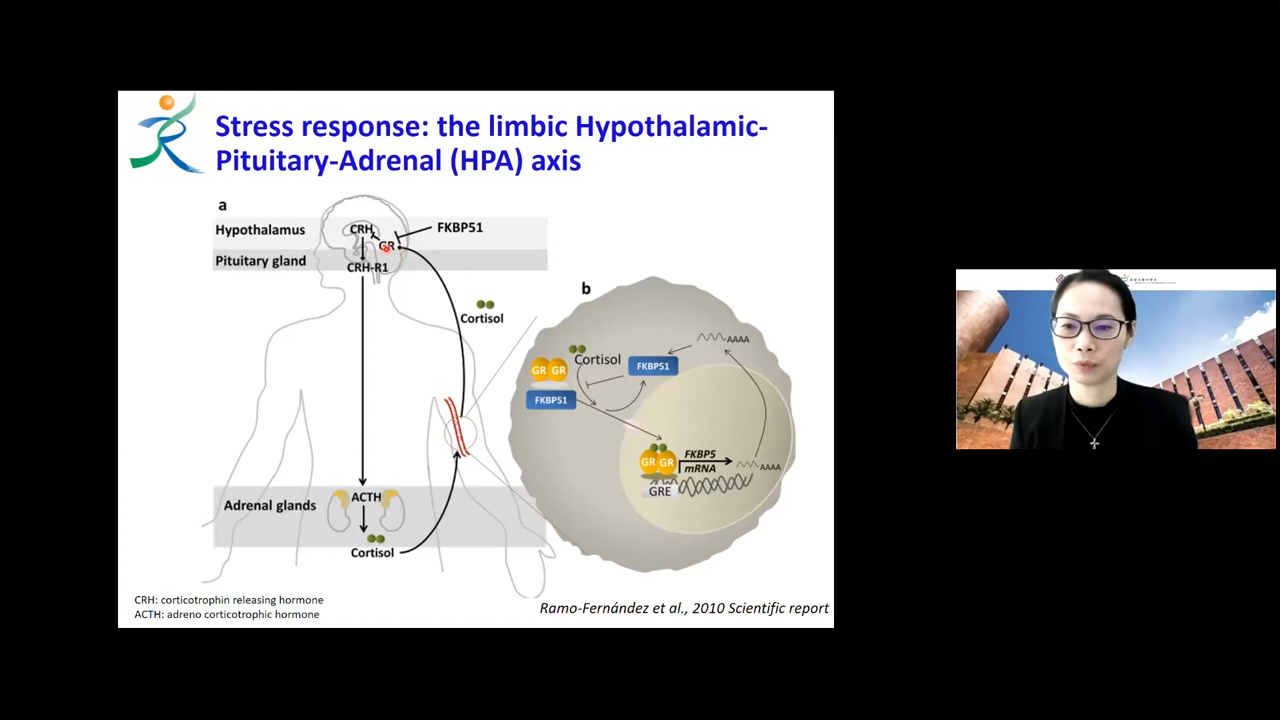 Stress response: the limbic Hypothalamic-
Pituitary-Adrenal (HPA) axis
a
Hypothalamus
CRH
FKBP51
GR
Pituitary gland
CRH-R1
Cortisol
Adrenal glands
ACTH
Cortisol
b
Cortisol
AAAA
GR GR
FKBP51
FKBP51
GR GR
FKBP5
mRNA
AAAA
GRE
CRH: corticotrophin releasing hormone
ACTH: adreno corticotrophic hormone
Ramo-Fernández et al., 2010 Scientific report